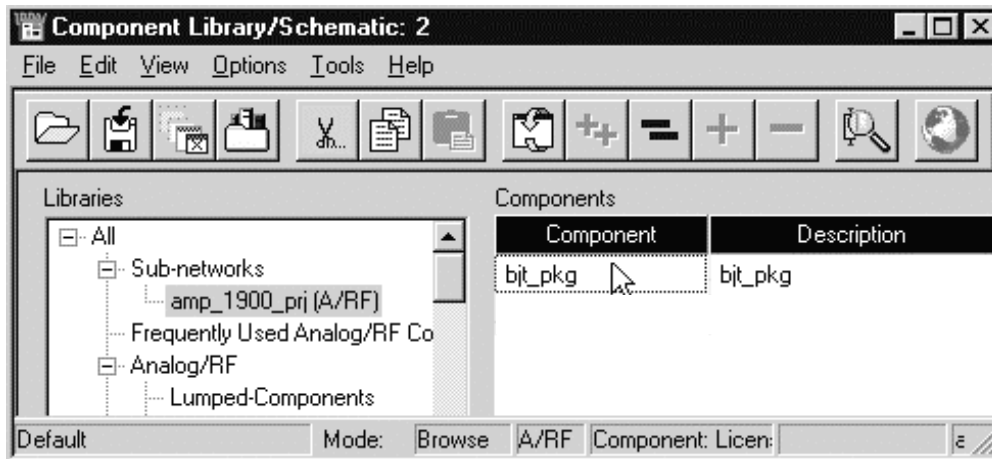 Component Library/Schematic: 2
File Edit View Options Tools Help
Libraries
Components
All
Sub-networks
amp_1900_prj (A/RF)
Frequently Used Analog/RF Co
Analog/RF
Lumped-Components
Component Description
bjt_pkg bjt_pkg
Default Mode: Browse A/RF Component: Licen